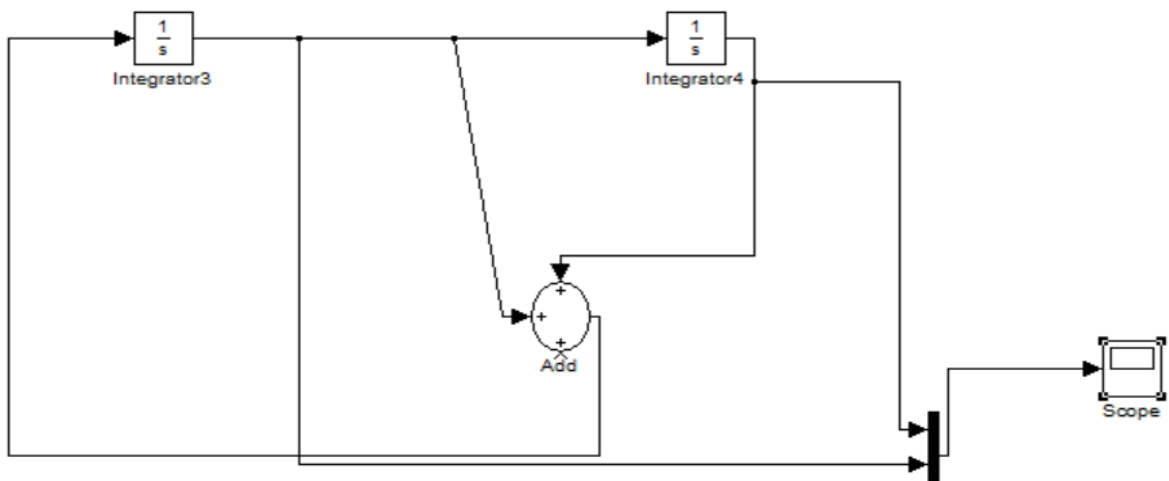 1
s
Integrator3
1
s
Integrator4
+
+
+
Add
Scope